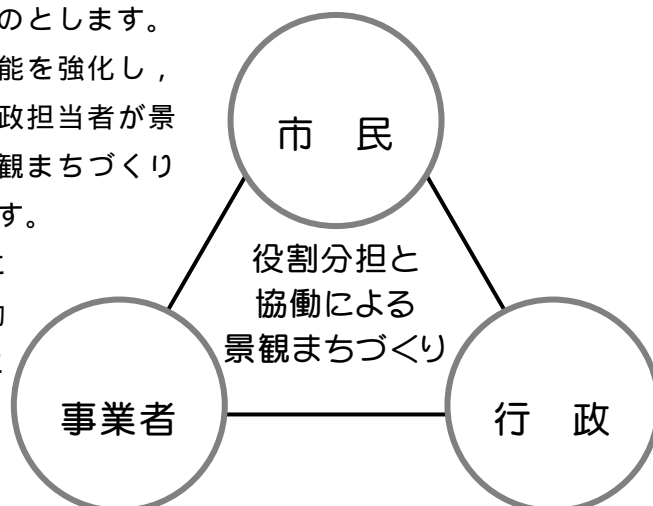 のとします。
能を強化し，
政担当者が景
観まちづくり
す。
市　民
役割分担と
協働による
景観まちづくり
事業者
行　政